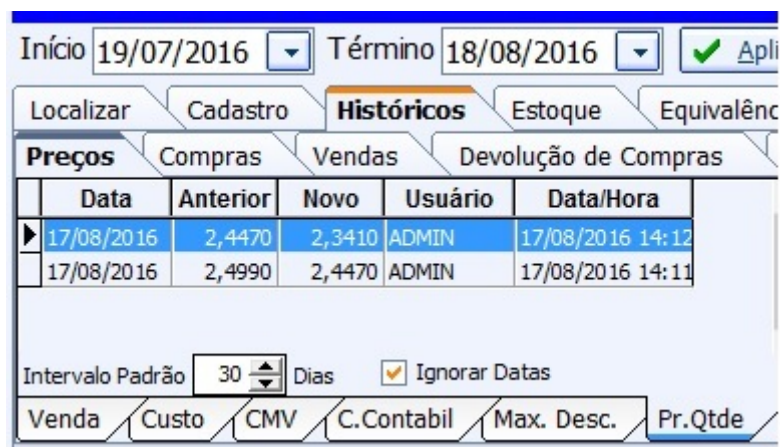 Início 19/07/2016 Término 18/08/2016 Apli
Localizar Cadastro Históricos Estoque Equivalênc
Preços Compras Vendas Devolução de Compras
Data Anterior Novo Usuário Data/Hora
17/08/2016 2,4470 2,3410 ADMIN 17/08/2016 14:12
17/08/2016 2,4990 2,4470 ADMIN 17/08/2016 14:11
Intervalo Padrão 30 Dias Ignorar Datas
Venda Custo CMV C.Contabil Max. Desc. Pr.Qtde